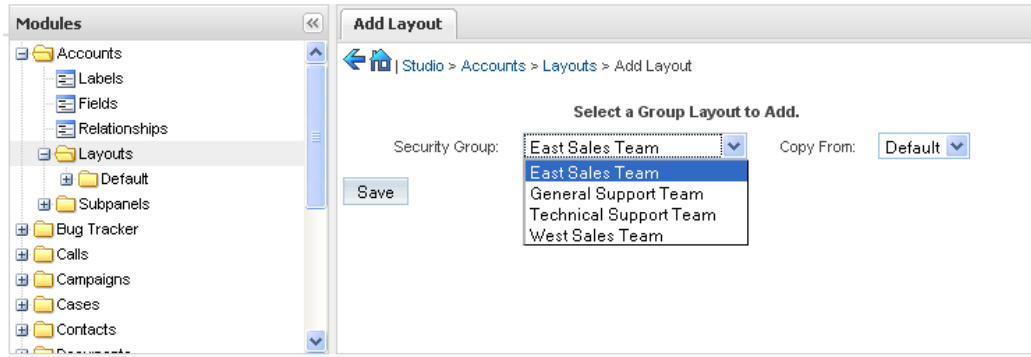 Modules
Accounts
Labels
Fields
Relationships
Layouts
Default
Subpanels
Bug Tracker
Calls
Campaigns
Cases
Contacts
Add Layout
| Studio > Accounts > Layouts > Add Layout
Select a Group Layout to Add.
Security Group: East Sales Team Copy From: Default
East Sales Team
General Support Team
Technical Support Team
West Sales Team
Save